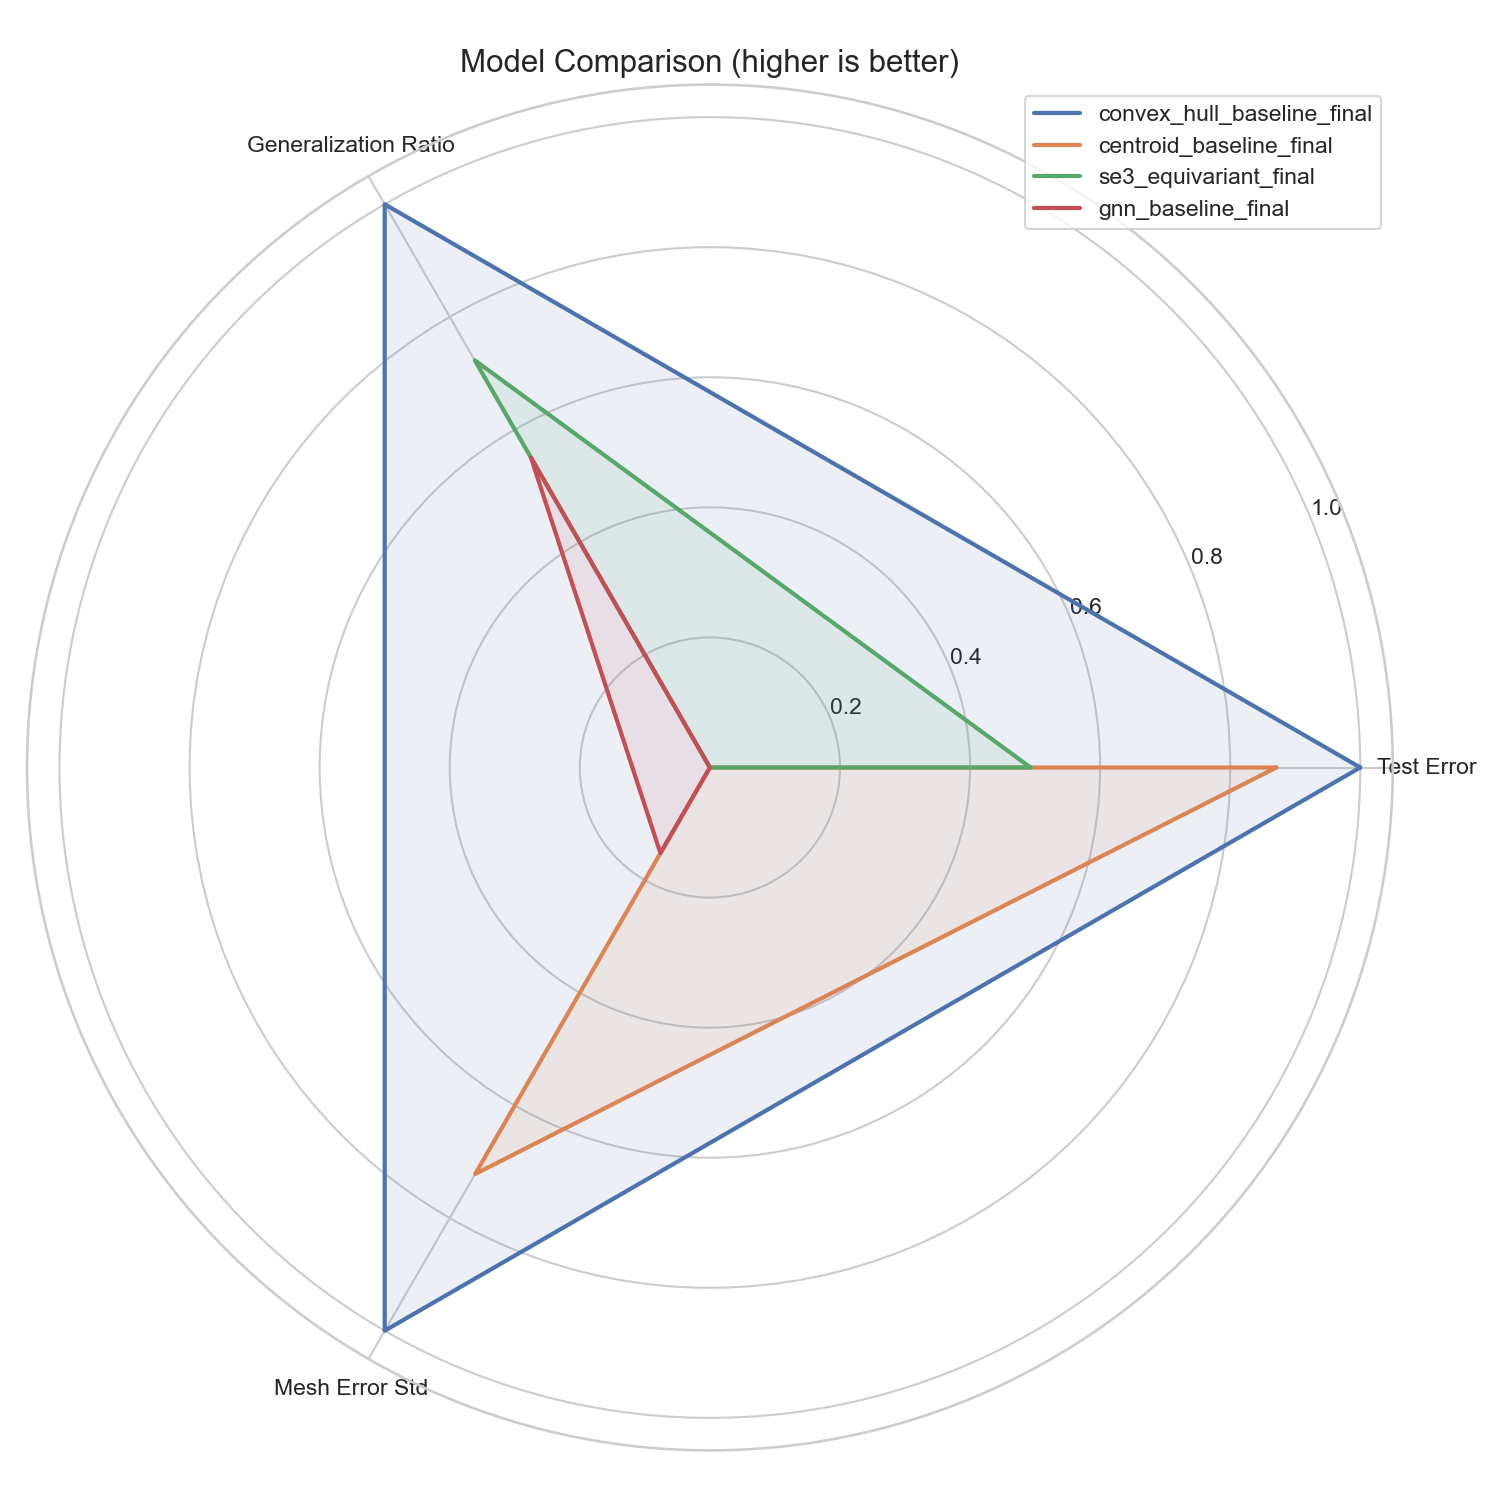 Model Comparison (higher is better)
convex_hull_baseline_final
centroid_baseline_final
se3_equivariant_final
gnn_baseline_final
Generalization Ratio
1.0
0.8
0.6
0.4
0.2
Test Error
Mesh Error Std